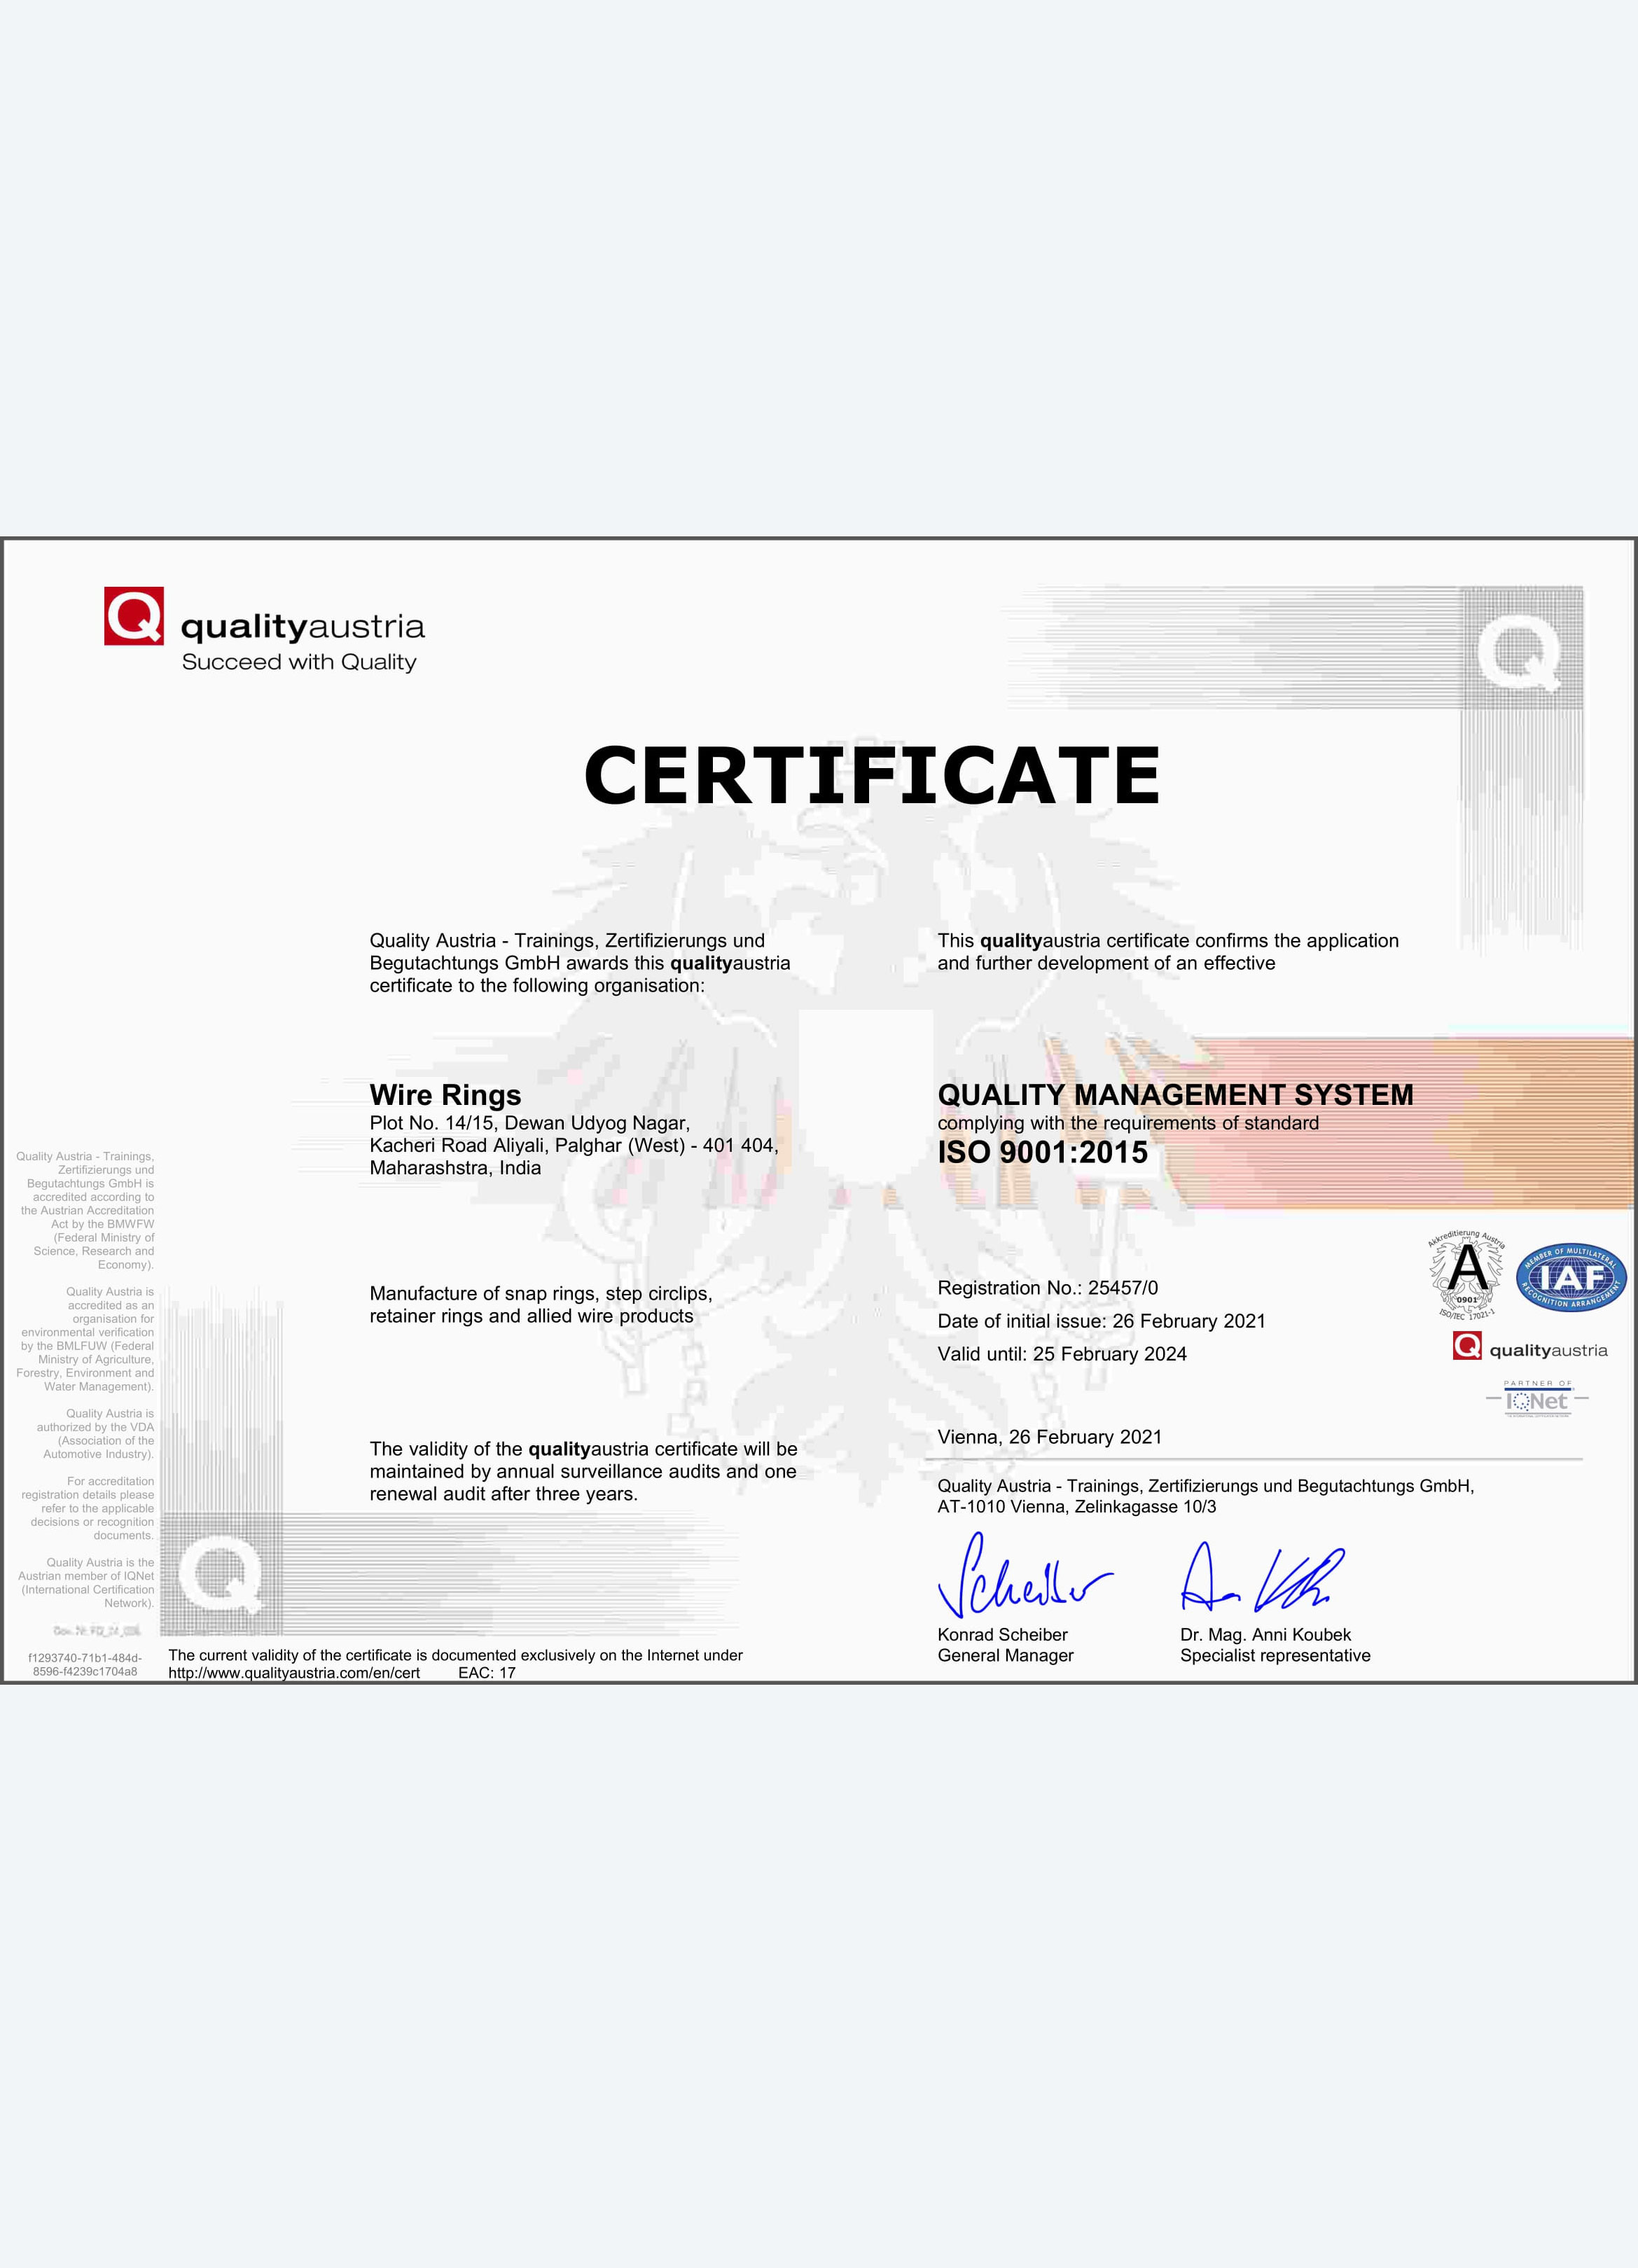 Q
qualityaustria
Succeed with Quality
Q
CERTIFICATE
Quality Austria - Trainings, Zertifizierungs und
Begutachtungs GmbH awards this qualityaustria
certificate to the following organisation:
This qualityaustria certificate confirms the application
and further development of an effective
Wire Rings
Plot No. 14/15, Dewan Udyog Nagar,
Kacheri Road Aliyali, Palghar (West) - 401 404,
Maharashstra, India
QUALITY MANAGEMENT SYSTEM
complying with the requirements of standard
ISO 9001:2015
Manufacture of snap rings, step circlips,
retainer rings and allied wire products
Registration No.: 25457/0
Date of initial issue: 26 February 2021
Valid until: 25 February 2024
Akkreditierung Austria
A
0901
ISO/IEC 17021-1
MEMBER OF MULTILATERAL
IAF
RECOGNITION ARRANGEMENT
Q qualityaustria
PARTNER OF
IQNet
The validity of the qualityaustria certificate will be
maintained by annual surveillance audits and one
renewal audit after three years.
Vienna, 26 February 2021
Quality Austria - Trainings, Zertifizierungs und Begutachtungs GmbH,
AT-1010 Vienna, Zelinkagasse 10/3
Konrad Scheiber
General Manager
Dr. Mag. Anni Koubek
Specialist representative
Quality Austria - Trainings,
Zertifizierungs und
Begutachtungs GmbH is
accredited according to
the Austrian Accreditation
Act by the BMWFW
(Federal Ministry of
Science, Research and
Economy).
Quality Austria is
accredited as an
organisation for
environmental verification
by the BMLFUW (Federal
Ministry of Agriculture,
Forestry, Environment and
Water Management).
Quality Austria is
authorized by the VDA
(Association of the
Automotive Industry).
For accreditation
registration details please
refer to the applicable
decisions or recognition
documents.
Quality Austria is the
Austrian member of IQNet
(International Certification
Network).
f1293740-71b1-484d-
8596-f4239c1704a8
Q
The current validity of the certificate is documented exclusively on the Internet under
http://www.qualityaustria.com/en/cert EAC: 17